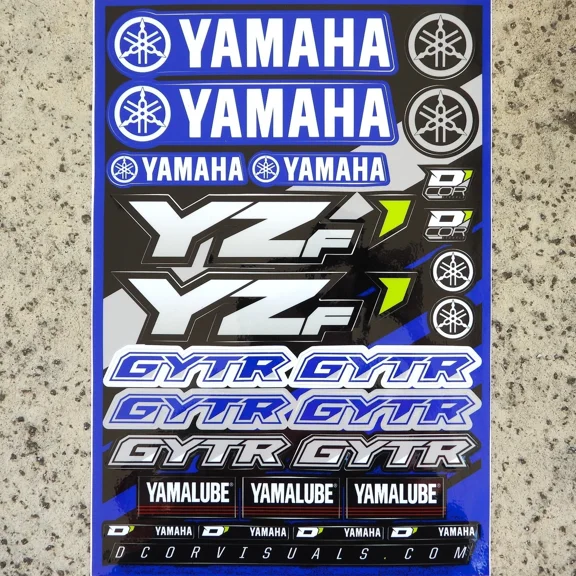 YAMAHA
YAMAHA
YAMAHA YAMAHA
D'COR
YZF
D'COR
YZF
GYTR GYTR
GYTR GYTR
GYTR GYTR
YAMALUBE® YAMALUBE® YAMALUBE®
D' YAMAHA D' YAMAHA D' YAMAHA D' YAMAHA
DCORVISUALS.COM